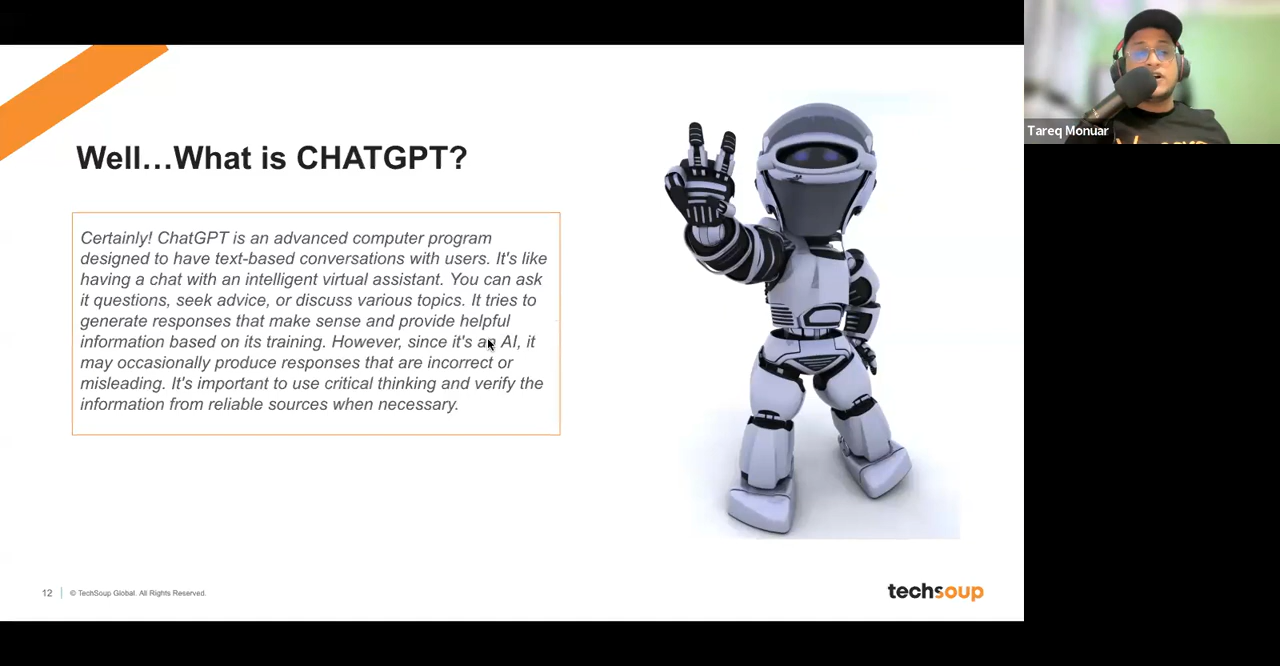 Well...What is CHATGPT?
Certainly! ChatGPT is an advanced computer program
designed to have text-based conversations with users. It's like
having a chat with an intelligent virtual assistant. You can ask
it questions, seek advice, or discuss various topics. It tries to
generate responses that make sense and provide helpful
information based on its training. However, since it's an AI, it
may occasionally produce responses that are incorrect or
misleading. It's important to use critical thinking and verify the
information from reliable sources when necessary.
12
© TechSoup Global. All Rights Reserved.
techsoup
Tareq Monuar